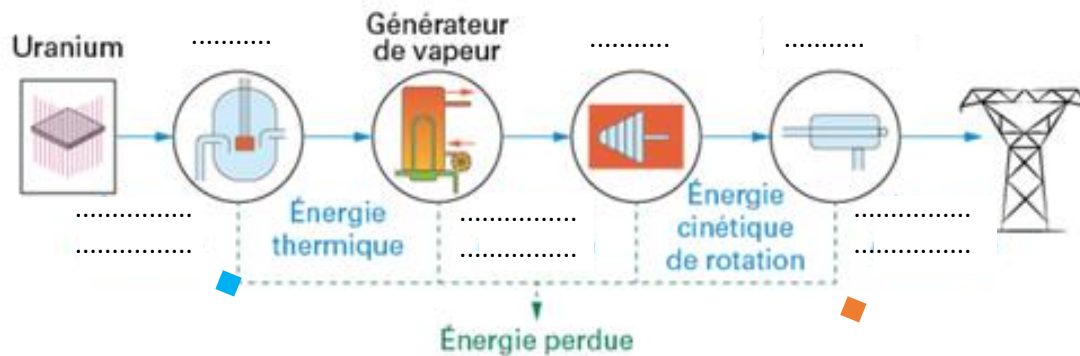 Uranium
..........
Générateur
de vapeur
..........
..........
...............
...............
Énergie
thermique
...............
...............
Énergie
cinétique
de rotation
...............
...............
Énergie perdue